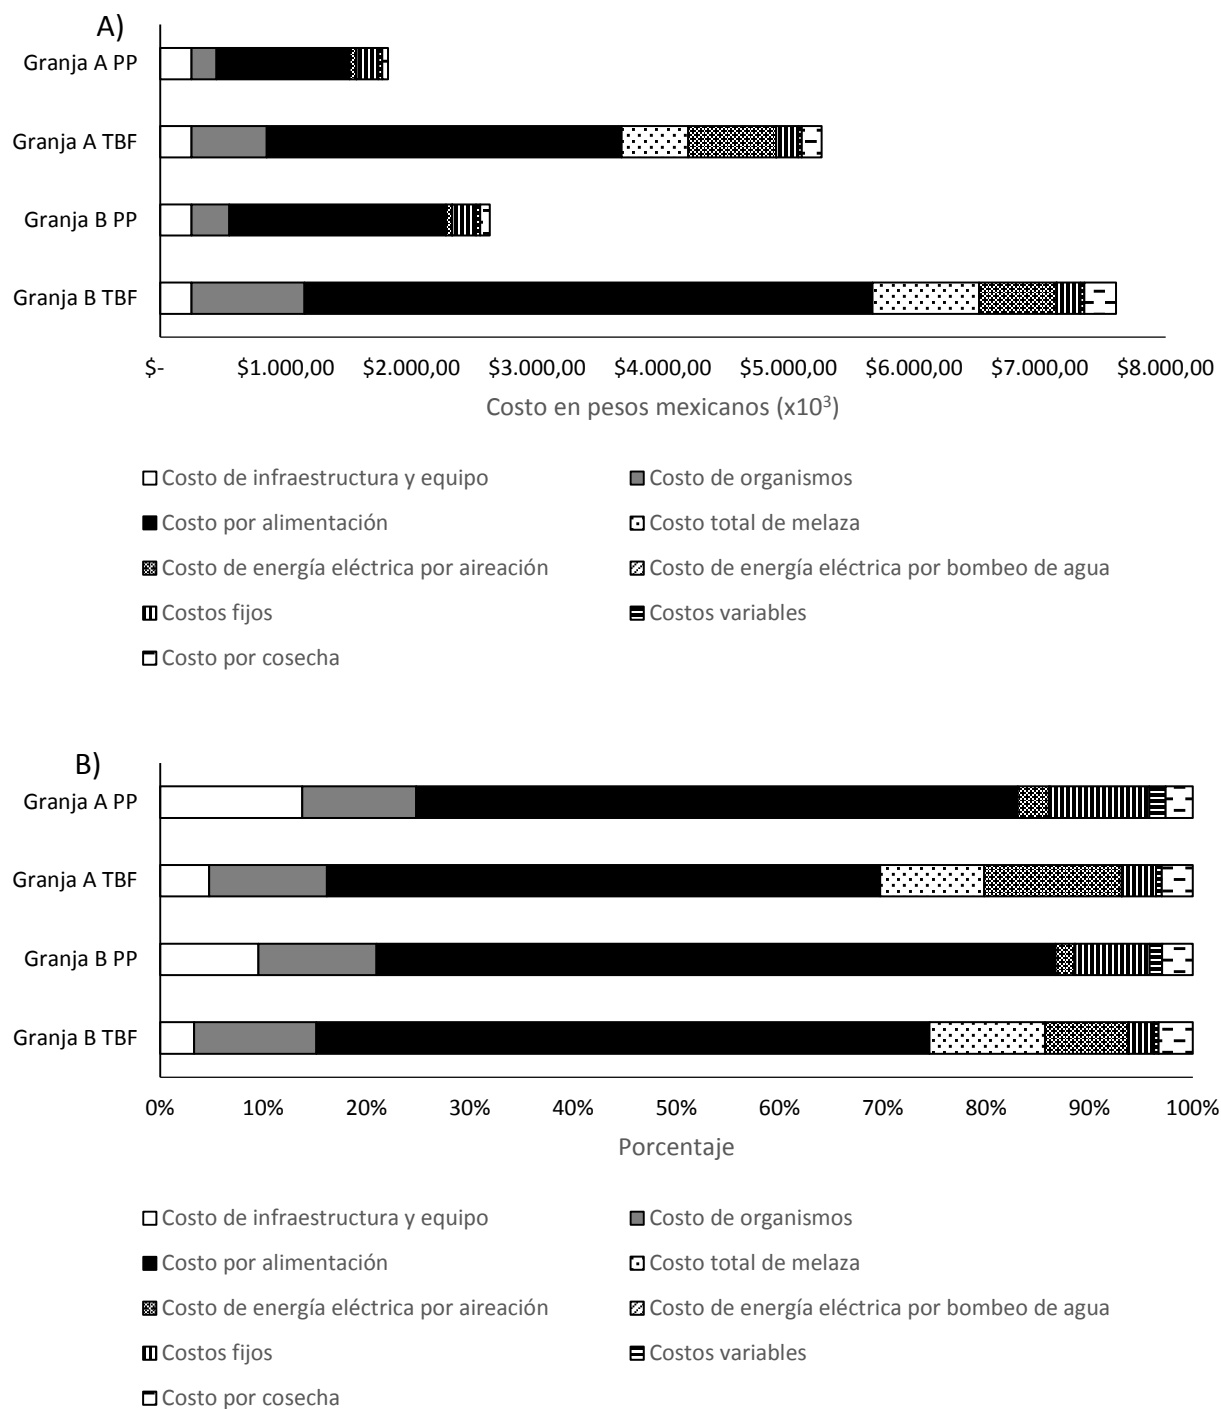 A)
Granja A PP
Granja A TBF
Granja B PP
Granja B TBF
$- $1.000,00 $2.000,00 $3.000,00 $4.000,00 $5.000,00 $6.000,00 $7.000,00 $8.000,00
Costo en pesos mexicanos (x10³)
Costo de infraestructura y equipo Costo de organismos
Costo por alimentación Costo total de melaza
Costo de energía eléctrica por aireación Costo de energía eléctrica por bombeo de agua
Costos fijos Costos variables
Costo por cosecha
B)
Granja A PP
Granja A TBF
Granja B PP
Granja B TBF
0% 10% 20% 30% 40% 50% 60% 70% 80% 90% 100%
Porcentaje
Costo de infraestructura y equipo Costo de organismos
Costo por alimentación Costo total de melaza
Costo de energía eléctrica por aireación Costo de energía eléctrica por bombeo de agua
Costos fijos Costos variables
Costo por cosecha